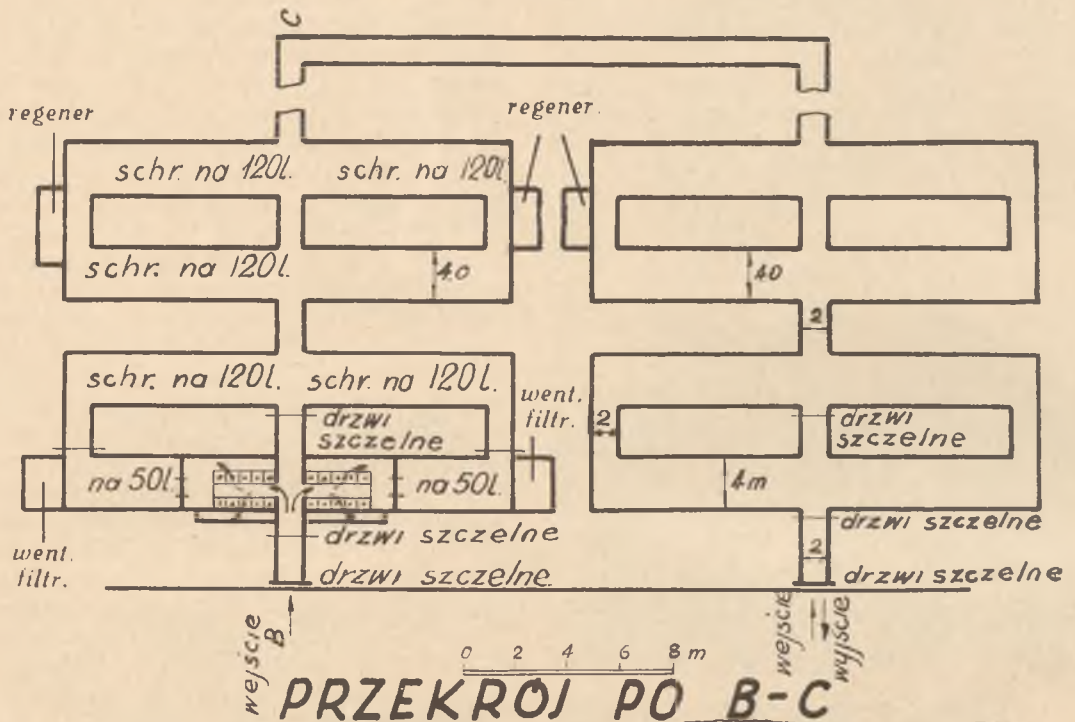 C
regener
regener.
schr. na 120l. schr. na 120l.
schr. na 120l.
4.0
40
2
schr. na 120l. schr. na 120l.
went.
filtr.
drzwi
szczelne
2
drzwi
szczelne
na 50l.
na 50l.
4m
went.
filtr.
drzwi szczelne
drzwi szczelne
2
drzwi szczelne
drzwi szczelne
wejście
B
wejście
wyjście
0 2 4 6 8 m
PRZEKRÓJ PO B-C